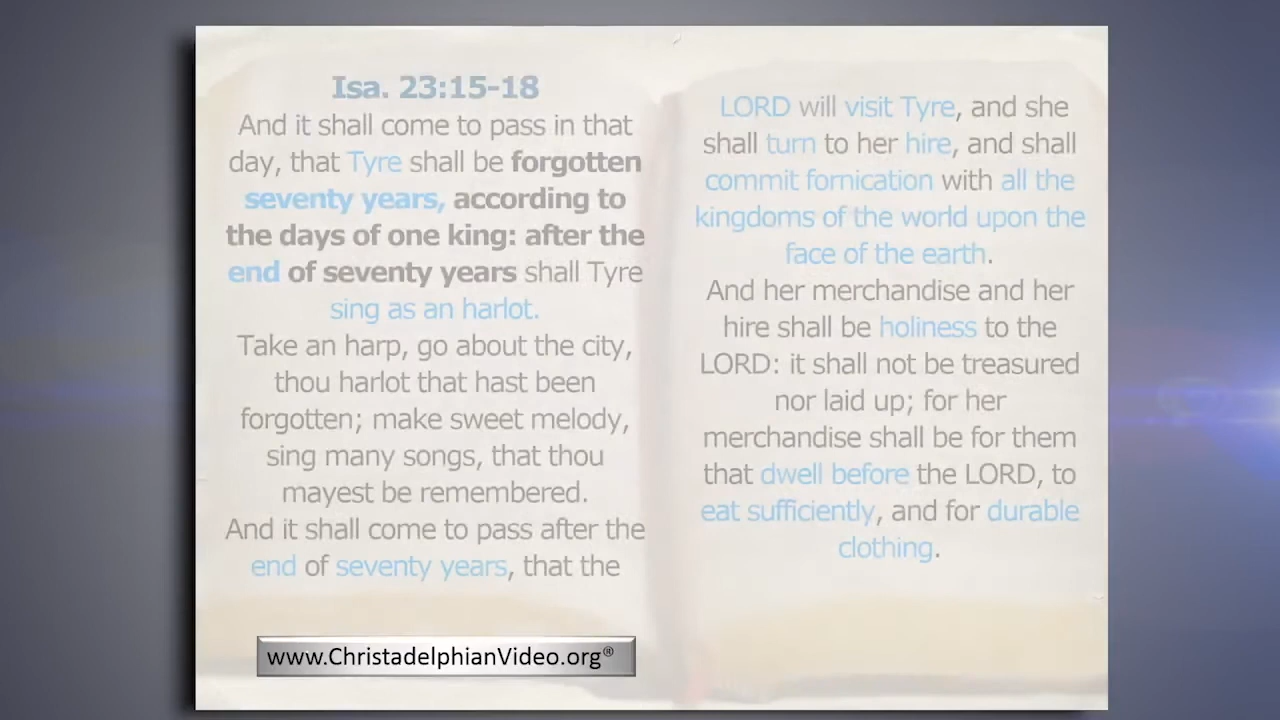 Isa. 23:15-18
And it shall come to pass in that
day, that Tyre shall be forgotten
seventy years, according to
the days of one king: after the
end of seventy years shall Tyre
sing as an harlot.
Take an harp, go about the city,
thou harlot that hast been
forgotten; make sweet melody,
sing many songs, that thou
mayest be remembered.
And it shall come to pass after the
end of seventy years, that the
LORD will visit Tyre, and she
shall turn to her hire, and shall
commit fornication with all the
kingdoms of the world upon the
face of the earth.
And her merchandise and her
hire shall be holiness to the
LORD: it shall not be treasured
nor laid up; for her
merchandise shall be for them
that dwell before the LORD, to
eat sufficiently, and for durable
clothing.
www.ChristadelphianVideo.org®